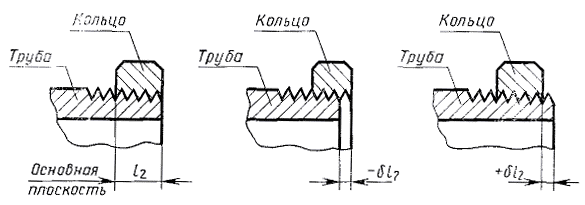 Кольцо
Труба
Основная
плоскость
l₂
Кольцо
Труба
−δl₂
Кольцо
Труба
+δl₂